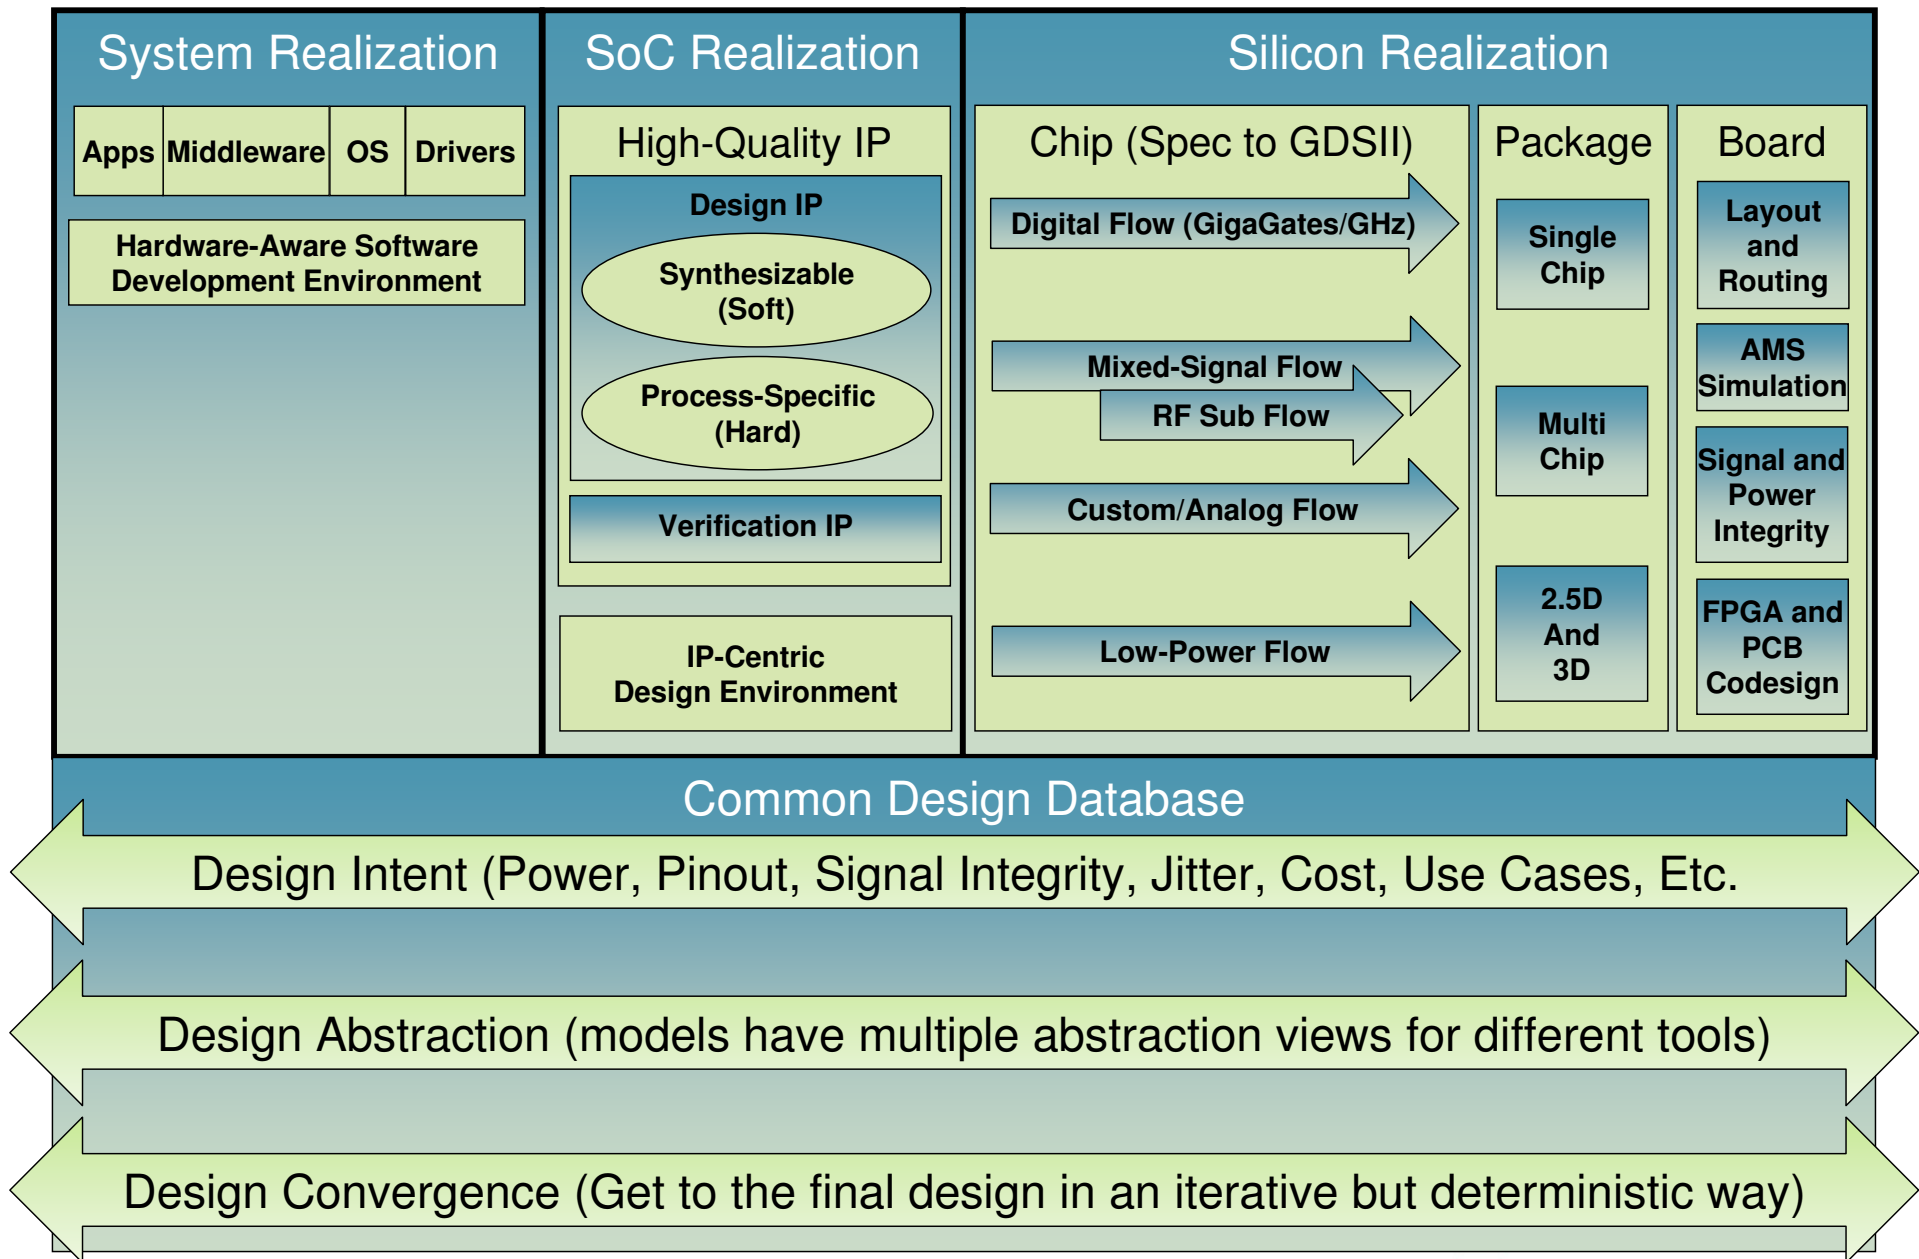 System Realization
Apps Middleware OS Drivers
Hardware-Aware Software
Development Environment
SoC Realization
High-Quality IP
Design IP
Synthesizable
(Soft)
Process-Specific
(Hard)
Verification IP
IP-Centric
Design Environment
Silicon Realization
Chip (Spec to GDSII)
Digital Flow (GigaGates/GHz)
Mixed-Signal Flow
RF Sub Flow
Custom/Analog Flow
Low-Power Flow
Package
Single
Chip
Multi
Chip
2.5D
And
3D
Board
Layout
and
Routing
AMS
Simulation
Signal and
Power
Integrity
FPGA and
PCB
Codesign
Common Design Database
Design Intent (Power, Pinout, Signal Integrity, Jitter, Cost, Use Cases, Etc.
Design Abstraction (models have multiple abstraction views for different tools)
Design Convergence (Get to the final design in an iterative but deterministic way)